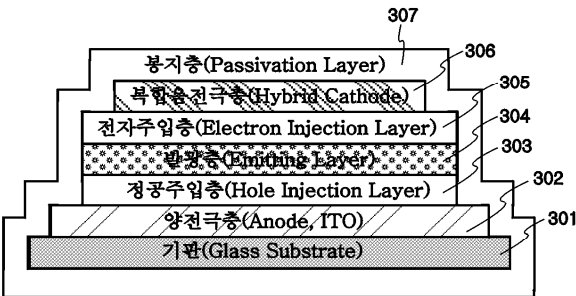 307
봉지층(Passivation Layer)
306
복합음전극층(Hybrid Cathode)
305
전자주입층(Electron Injection Layer)
304
발광층(Emitting Layer)
303
정공주입층(Hole Injection Layer)
302
양전극층(Anode, ITO)
301
기판(Glass Substrate)